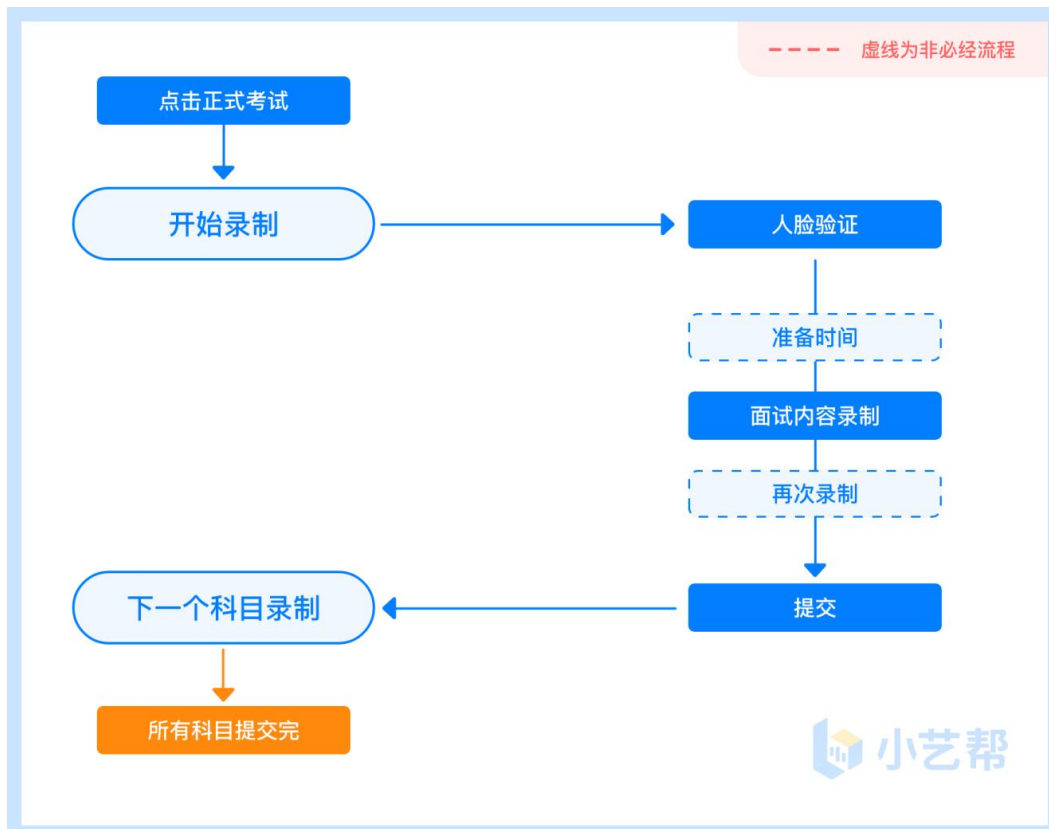 虚线为非必经流程
点击正式考试
开始录制
人脸验证
准备时间
面试内容录制
再次录制
提交
下一个科目录制
所有科目提交完
小艺帮